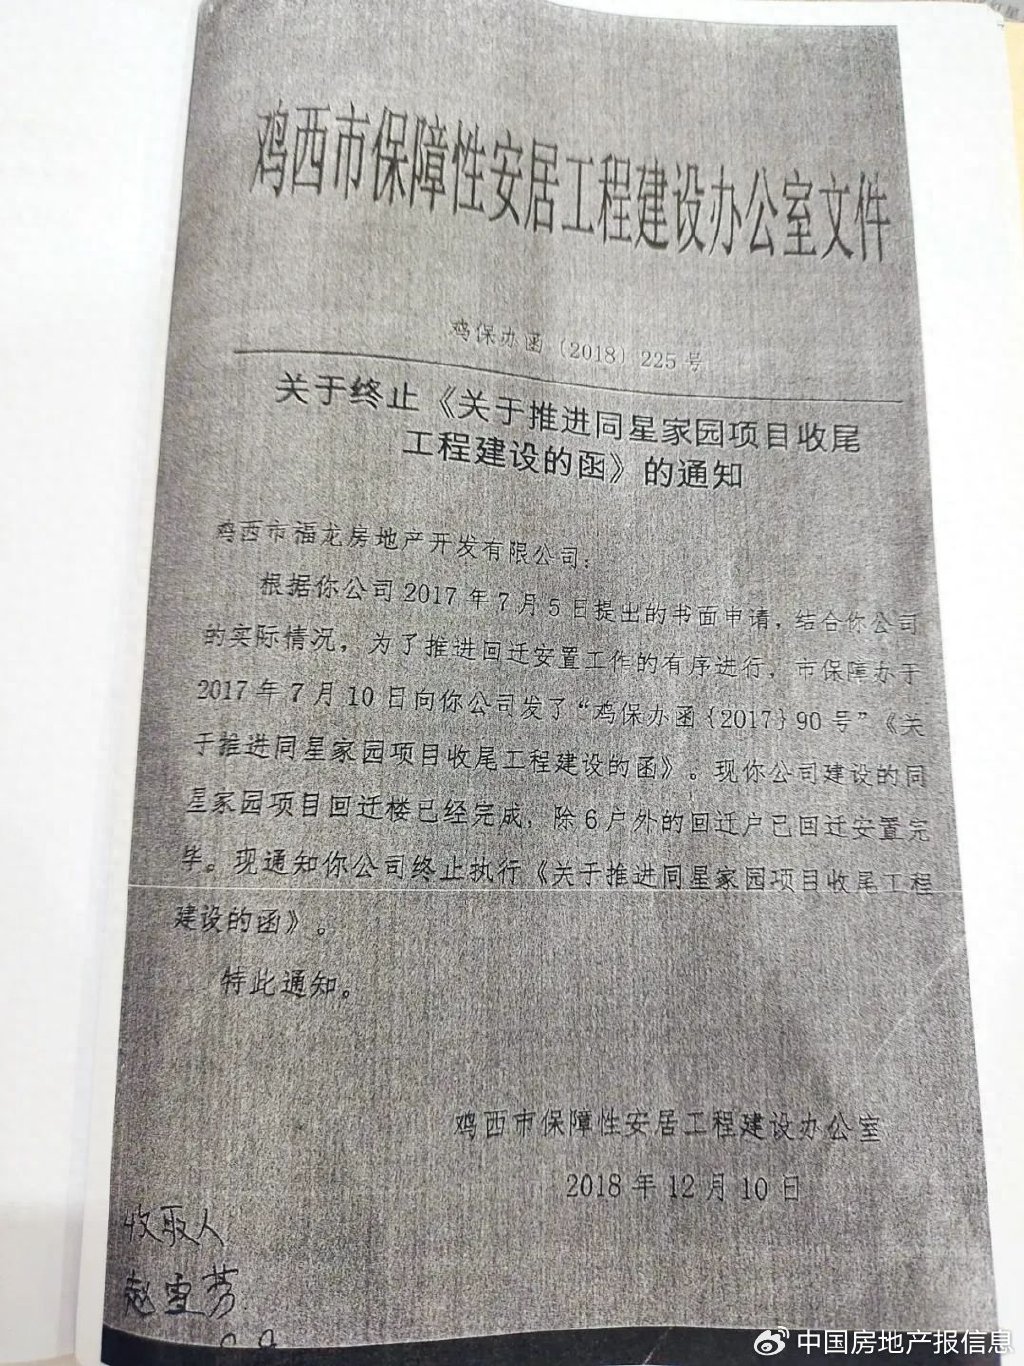 鸡西市保障性安居工程建设办公室文件
鸡保办函〔2018〕225号
关于终止《关于推进同星家园项目收尾
工程建设的函》的通知
鸡西市福龙房地产开发有限公司：
根据你公司2017年7月5日提出的书面申请，结合你公司
的实际情况，为了推进回迁安置工作的有序进行，市保障办于
2017年7月10日向你公司发了“鸡保办函{2017}90号”《关
于推进同星家园项目收尾工程建设的函》。现你公司建设的同
星家园项目回迁楼已经完成，除6户外的回迁户已回迁安置完
毕。现通知你公司终止执行《关于推进同星家园项目收尾工程
建设的函》。
特此通知。
鸡西市保障性安居工程建设办公室
2018年12月10日
收取人
赵雪芳
中国房地产报信息